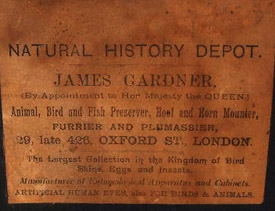 NATURAL HISTORY DEPOT.
JAMES GARDNER,
(By Appointment to Her Majesty the QUEEN)
Animal, Bird and Fish Preserver, Hoof and Horn Mounter,
FURRIER AND PLUMASSIER,
29, late 426, OXFORD ST., LONDON.
The Largest Collection in the Kingdom of Bird
Skins, Eggs and Insects.
Manufacturer of Entomological Apparatus and Cabinets.
ARTIFICIAL HUMAN EYES, also FOR BIRDS & ANIMALS.